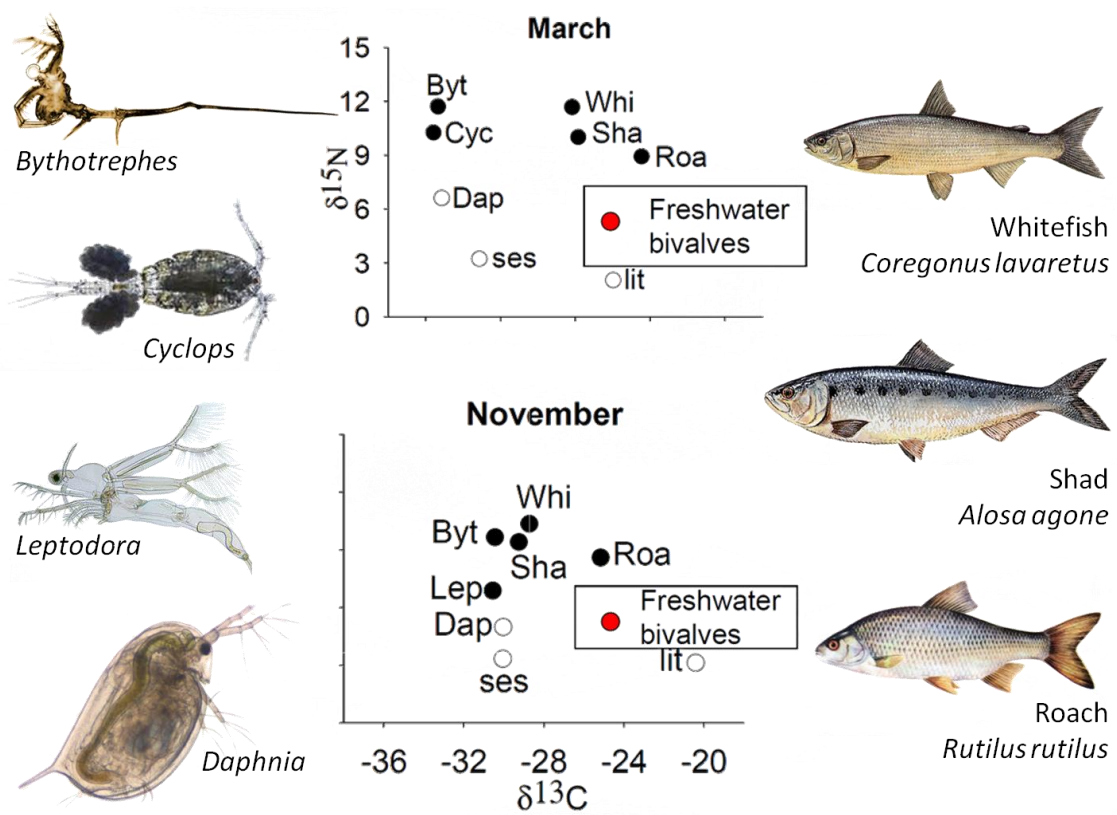 March
15
12
9
6
3
0
δ15N
Byt
Cyc
Whi
Sha
Roa
Dap
ses
Freshwater
bivalves
lit
Bythotrephes
Cyclops
Leptodora
Daphnia
Whitefish
Coregonus lavaretus
Shad
Alosa agone
Roach
Rutilus rutilus
November
Whi
Byt
Sha
Roa
Lep
Dap
ses
Freshwater
bivalves
lit
-36 -32 -28 -24 -20
δ13C